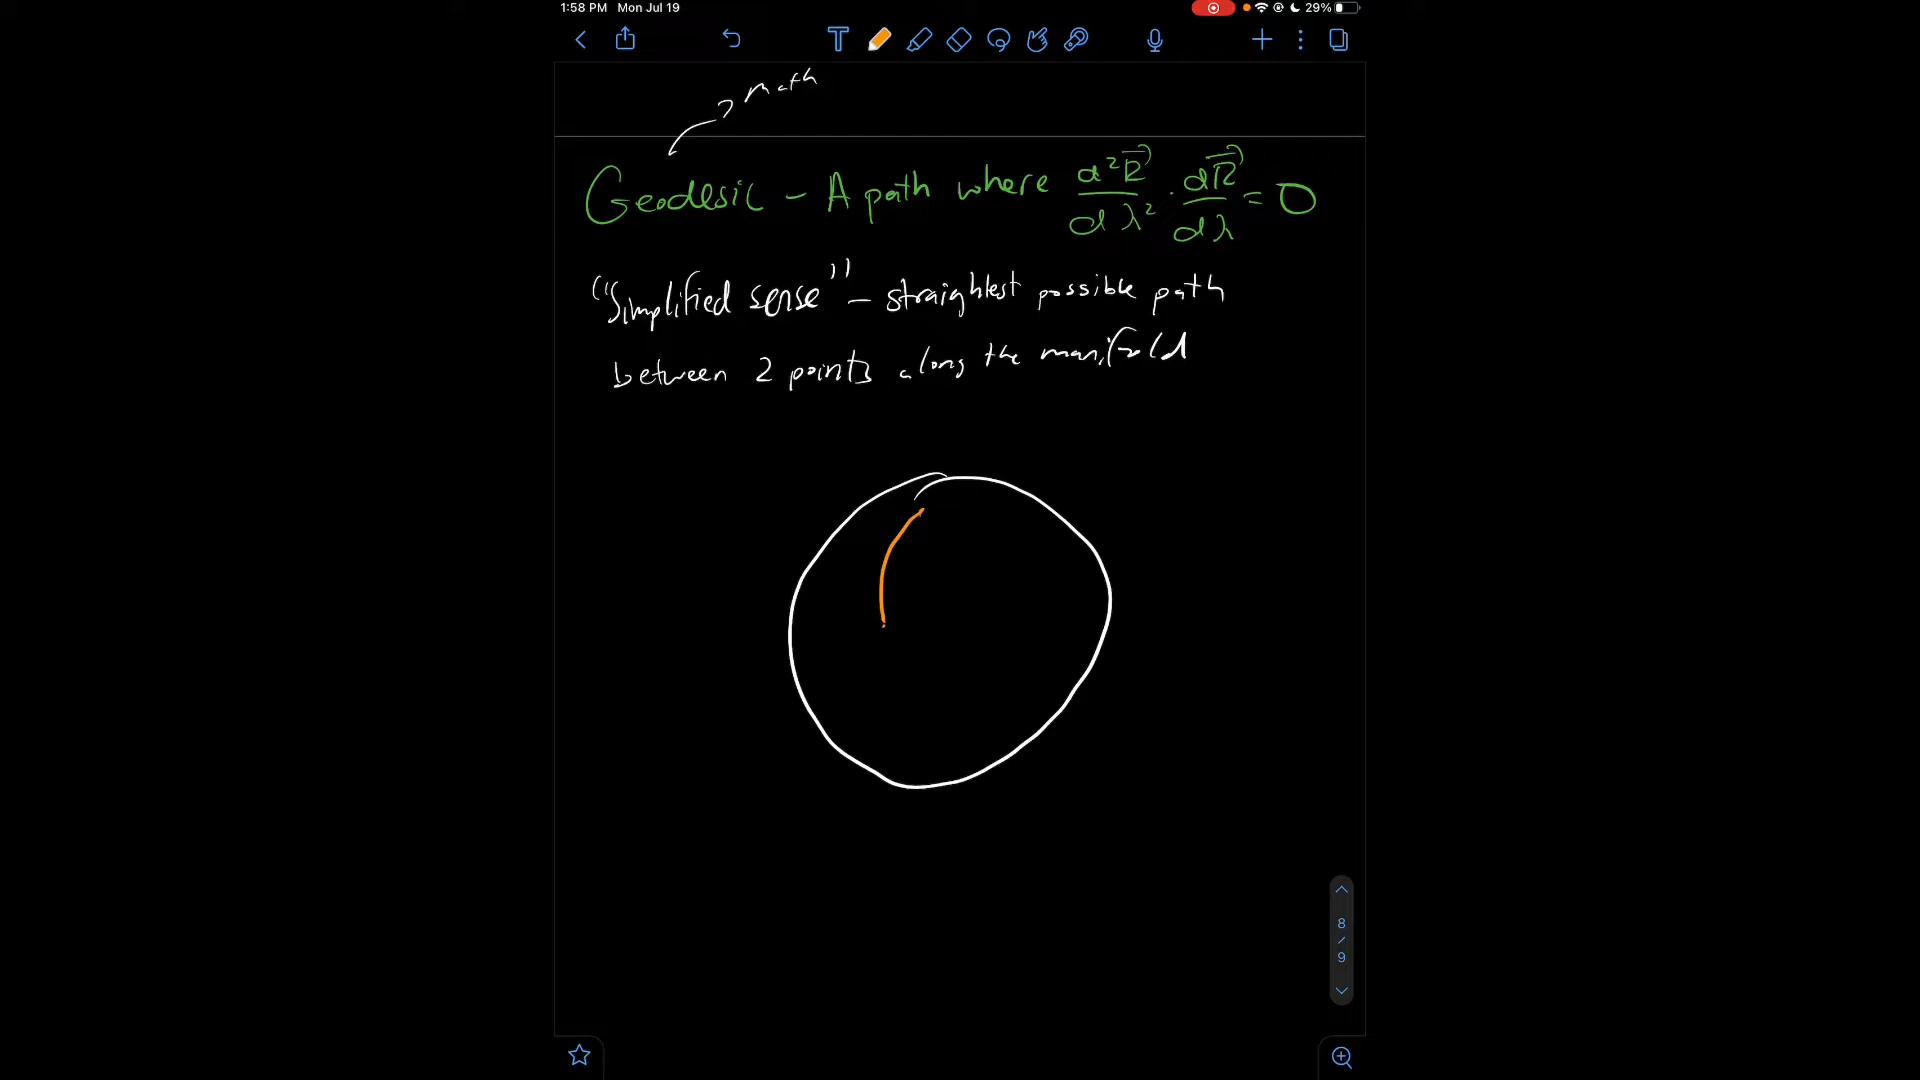 1:58 PM Mon Jul 19
29%
math
Geodesic - A path where d²R⃗/dλ² · dR⃗/dλ = 0
"Simplified sense" - straightest possible path
between 2 points along the manifold
8
/
9